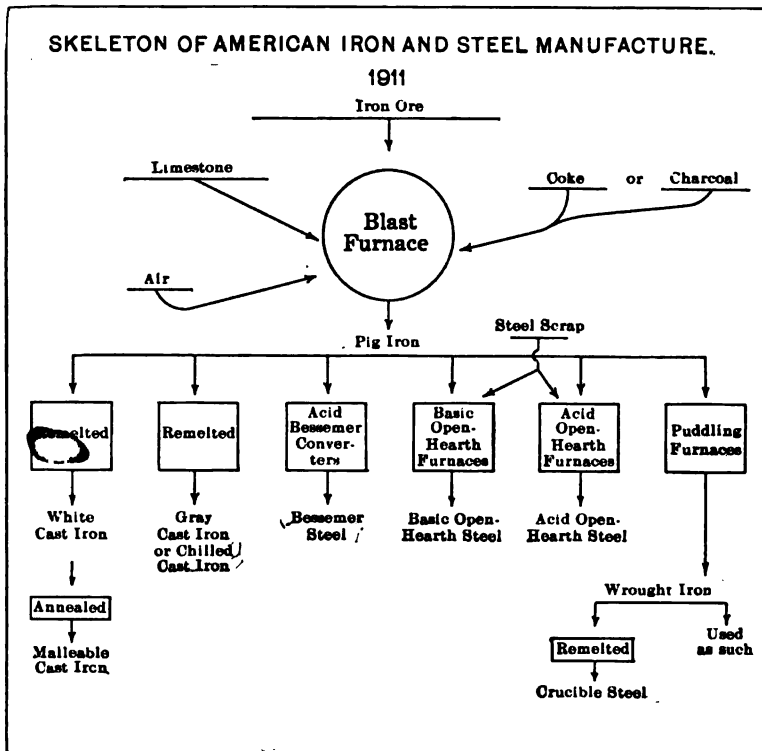 SKELETON OF AMERICAN IRON AND STEEL MANUFACTURE.
1911
Iron Ore
Limestone
Coke or Charcoal
Blast
Furnace
Air
Steel Scrap
Pig Iron
Remelted
Remelted
Acid
Bessemer
Conver-
ters
Basic
Open-
Hearth
Furnaces
Acid
Open-
Hearth
Furnaces
Puddling
Furnaces
White
Cast Iron
Gray
Cast Iron
or Chilled
Cast Iron
Bessemer
Steel
Basic Open-
Hearth Steel
Acid Open-
Hearth Steel
Wrought Iron
Annealed
Malleable
Cast Iron
Remelted
Used
as such
Crucible Steel